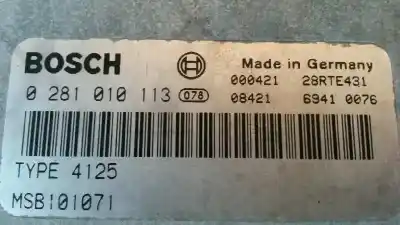 BOSCH
Made in Germany
000421 28RTE431
0 281 010 113 078 08421 6941 0076
TYPE 4125
MSB101071